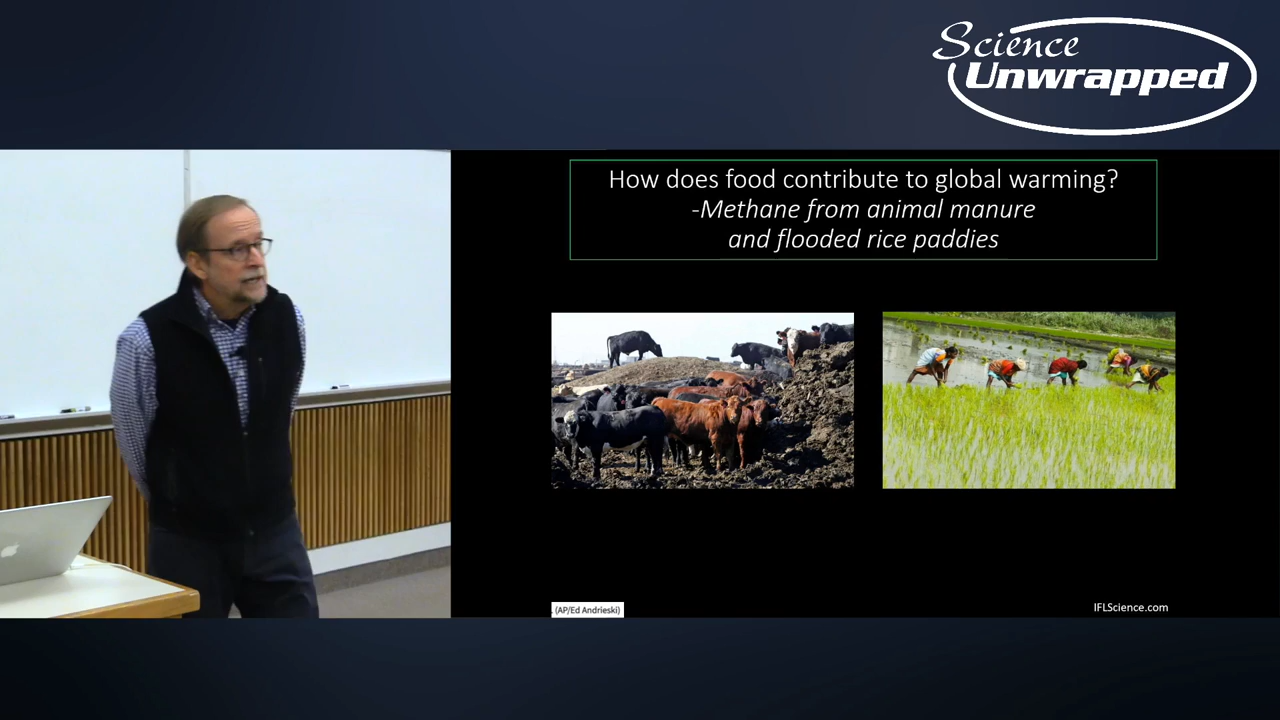 Science
Unwrapped
How does food contribute to global warming?
-Methane from animal manure
and flooded rice paddies
. (AP/Ed Andrieski)
IFLScience.com